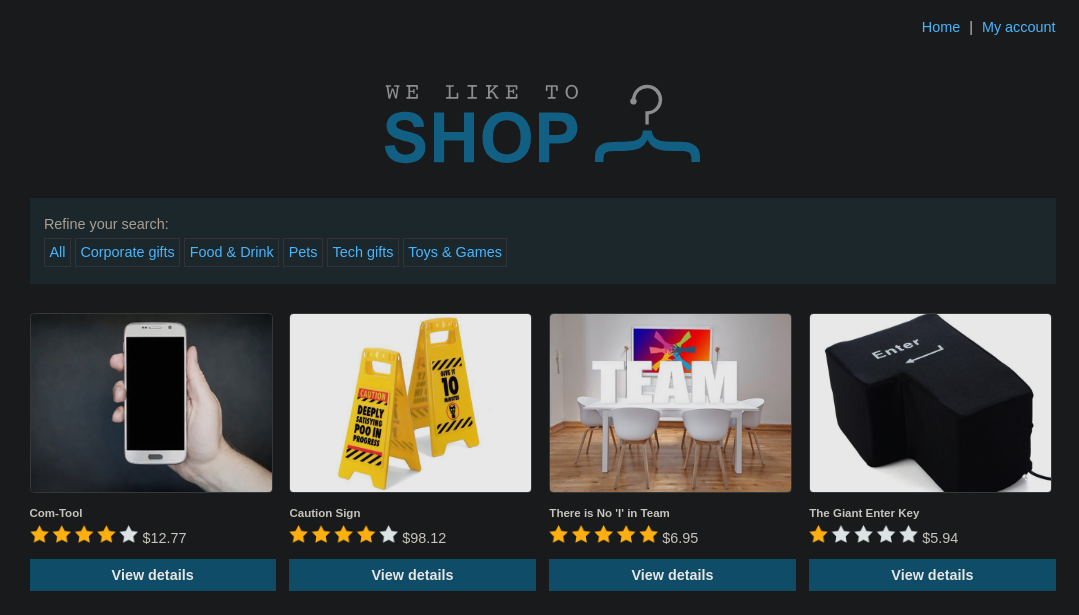 Home | My account
WE LIKE TO
SHOP
Refine your search:
All Corporate gifts Food & Drink Pets Tech gifts Toys & Games
CAUTION
DEEPLY
SATISFYING
POO IN
PROGRESS
GIVE IT
10
MINUTES
TEAM
Enter
Com-Tool
$12.77
View details
Caution Sign
$98.12
View details
There is No 'I' in Team
$6.95
View details
The Giant Enter Key
$5.94
View details